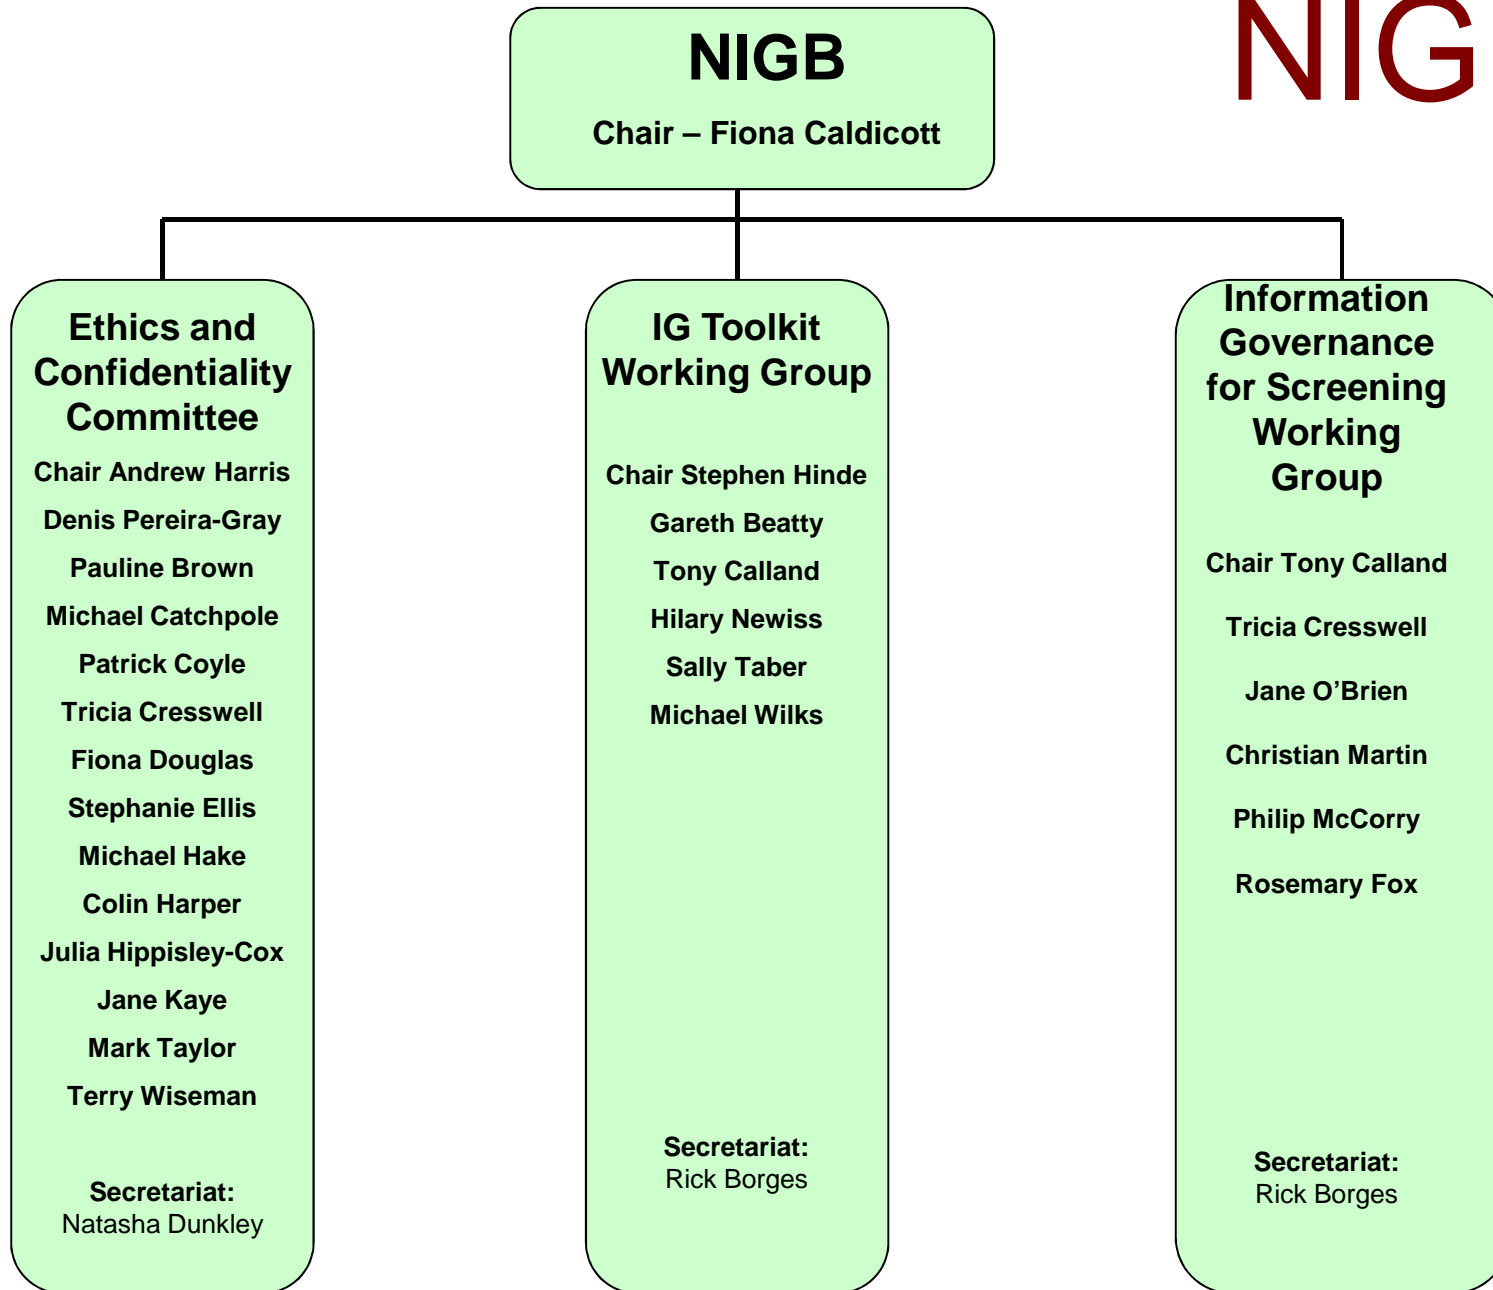 NIG
NIGB
Chair – Fiona Caldicott
Ethics and
Confidentiality
Committee
Chair Andrew Harris
Denis Pereira-Gray
Pauline Brown
Michael Catchpole
Patrick Coyle
Tricia Cresswell
Fiona Douglas
Stephanie Ellis
Michael Hake
Colin Harper
Julia Hippisley-Cox
Jane Kaye
Mark Taylor
Terry Wiseman
Secretariat:
Natasha Dunkley
IG Toolkit
Working Group
Chair Stephen Hinde
Gareth Beatty
Tony Calland
Hilary Newiss
Sally Taber
Michael Wilks
Secretariat:
Rick Borges
Information
Governance
for Screening
Working
Group
Chair Tony Calland
Tricia Cresswell
Jane O’Brien
Christian Martin
Philip McCorry
Rosemary Fox
Secretariat:
Rick Borges